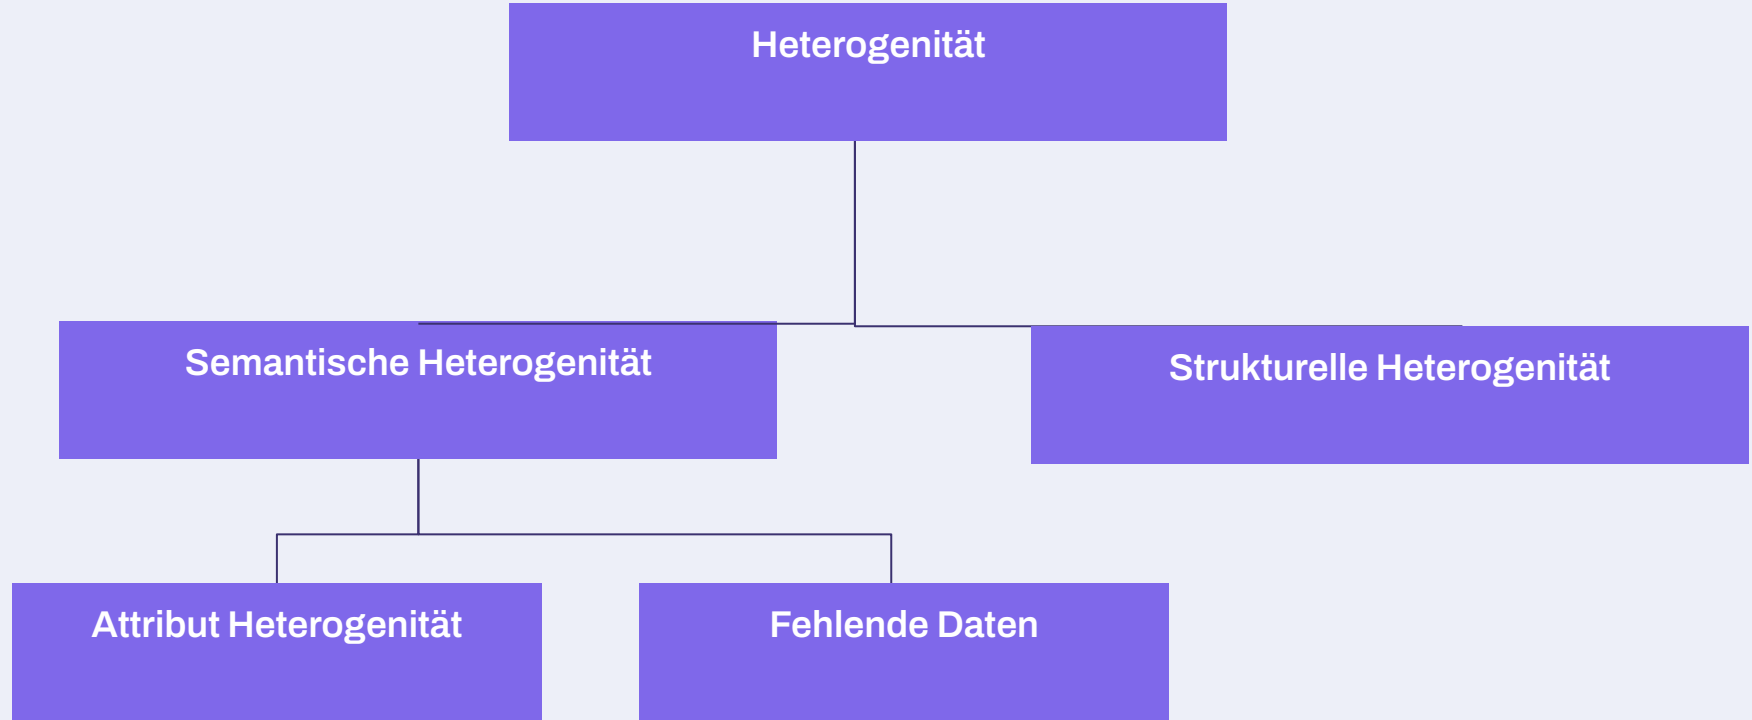 Heterogenität
Semantische Heterogenität
Strukturelle Heterogenität
Attribut Heterogenität
Fehlende Daten